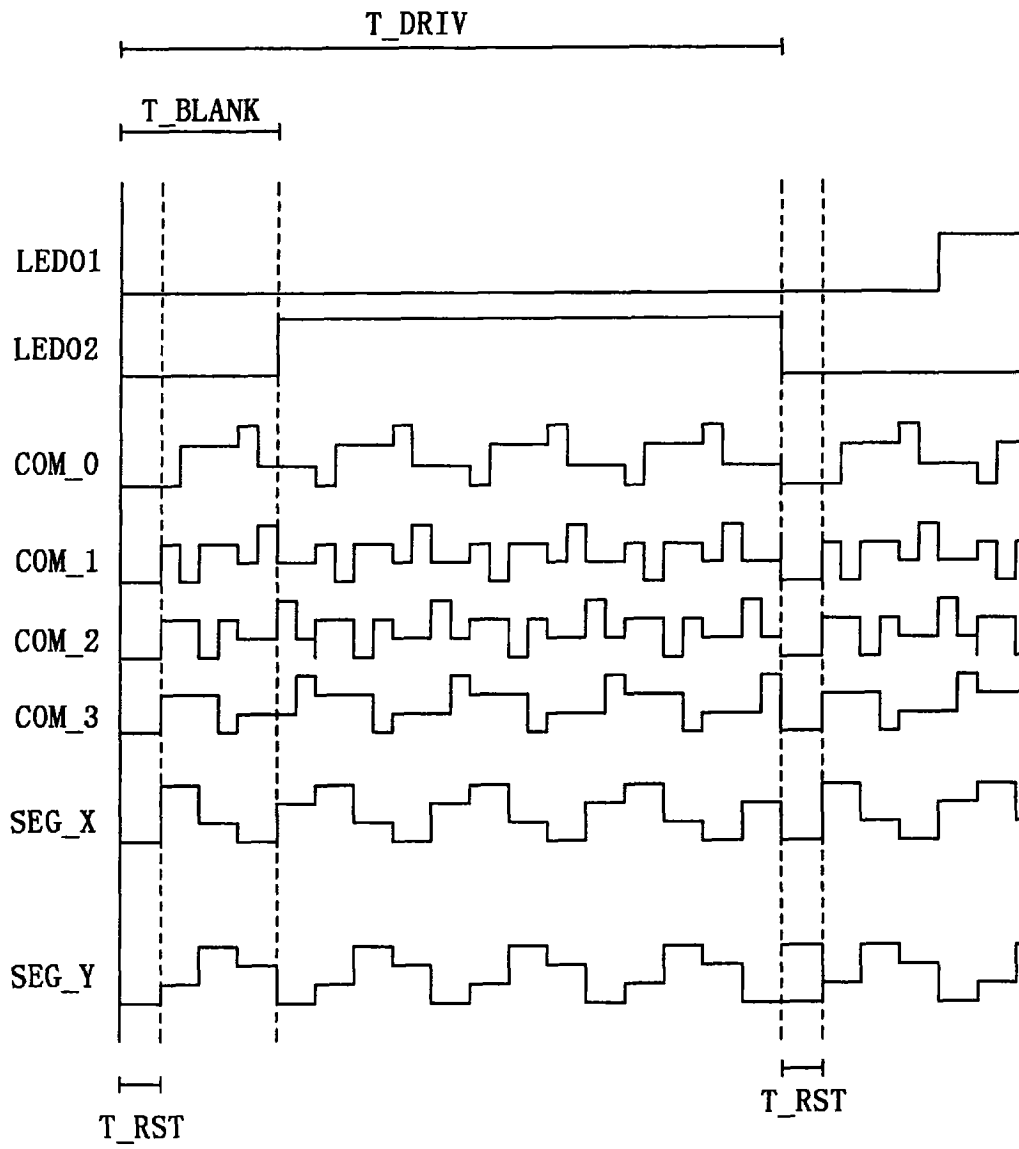 T_DRIV
T_BLANK
LED01
LED02
COM_0
COM_1
COM_2
COM_3
SEG_X
SEG_Y
T_RST
T_RST